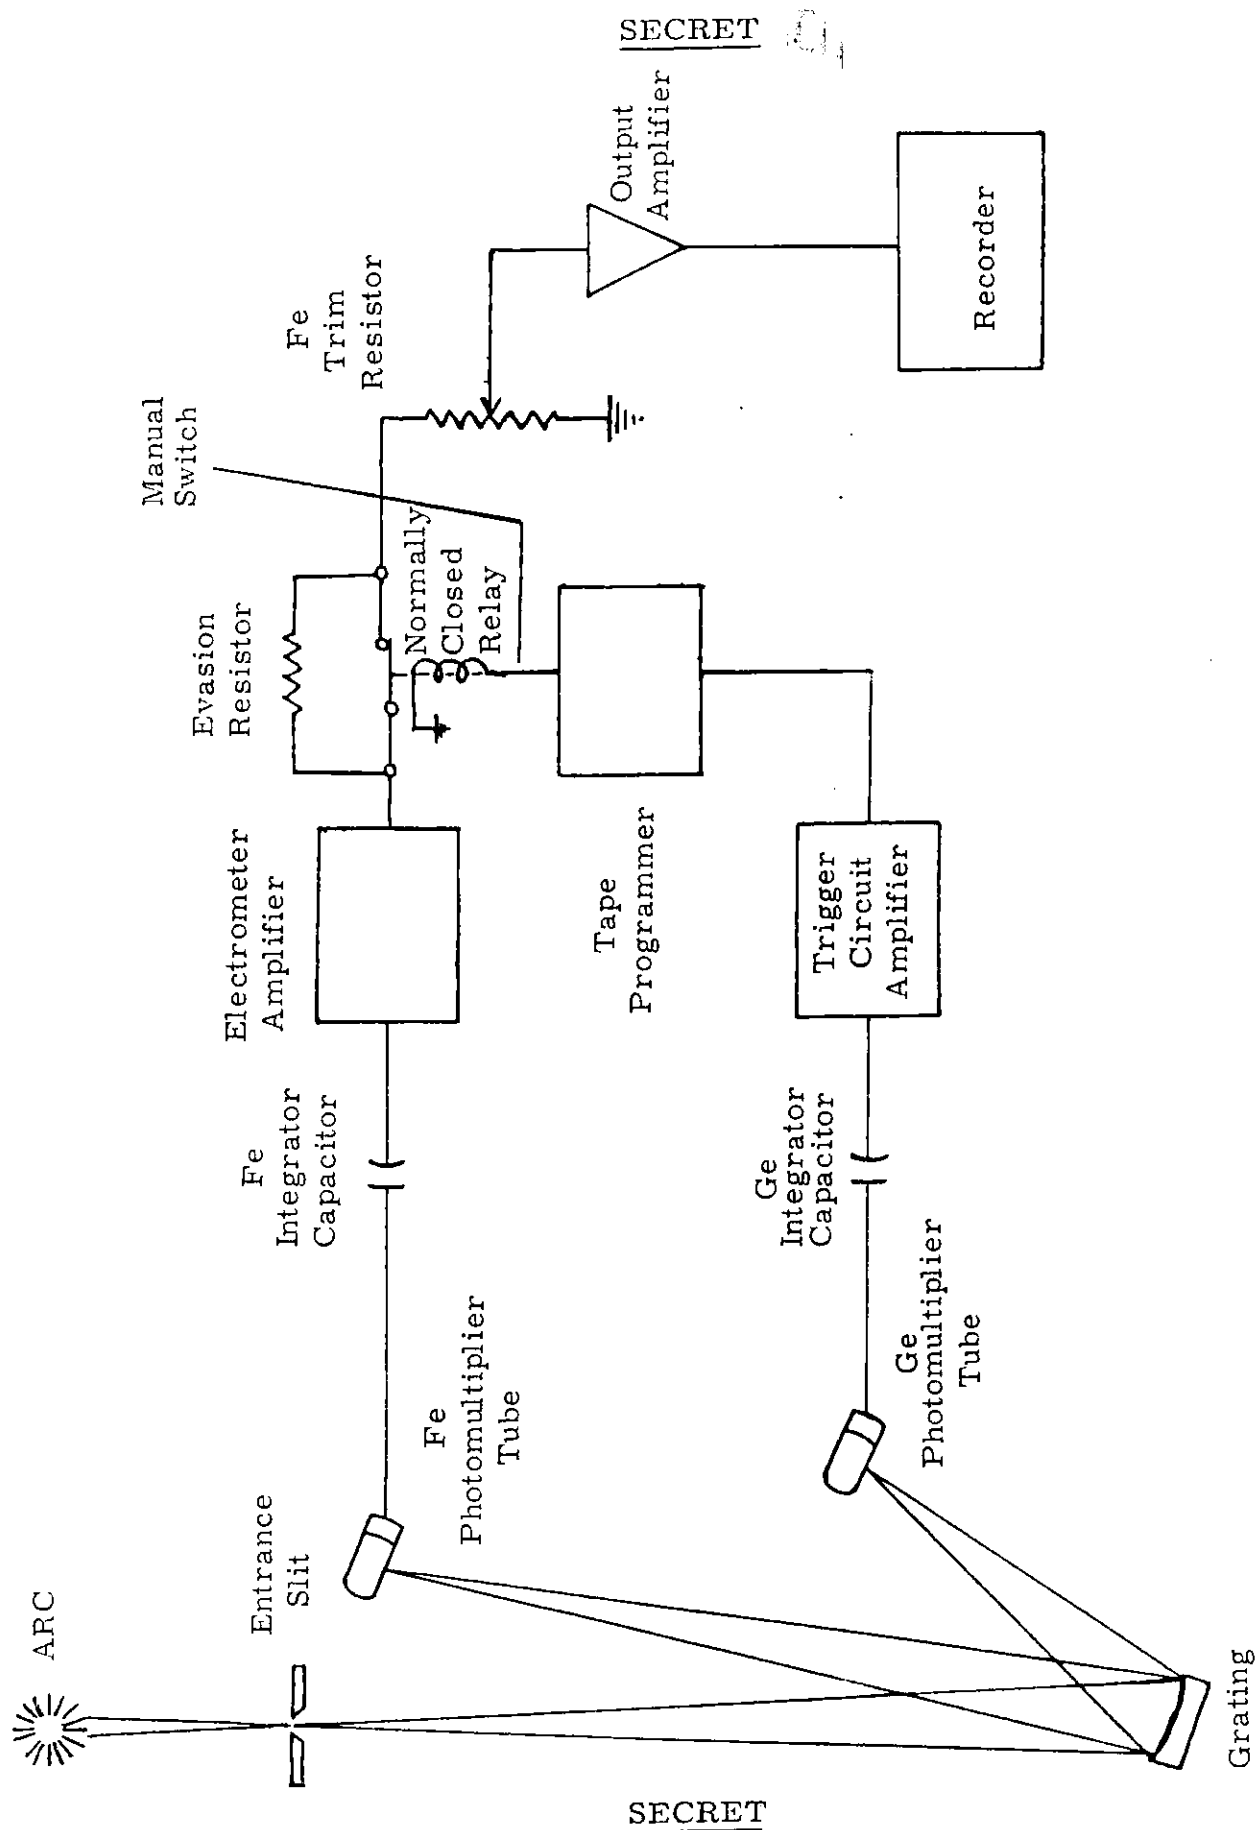 SECRET
ARC
Entrance
Slit
Fe
Photomultiplier
Tube
Fe
Integrator
Capacitor
Electrometer
Amplifier
Evasion
Resistor
Normally
Closed
Relay
Manual
Switch
Fe
Trim
Resistor
Output
Amplifier
Recorder
Tape
Programmer
Trigger
Circuit
Amplifier
Ge
Integrator
Capacitor
Ge
Photomultiplier
Tube
Grating
SECRET